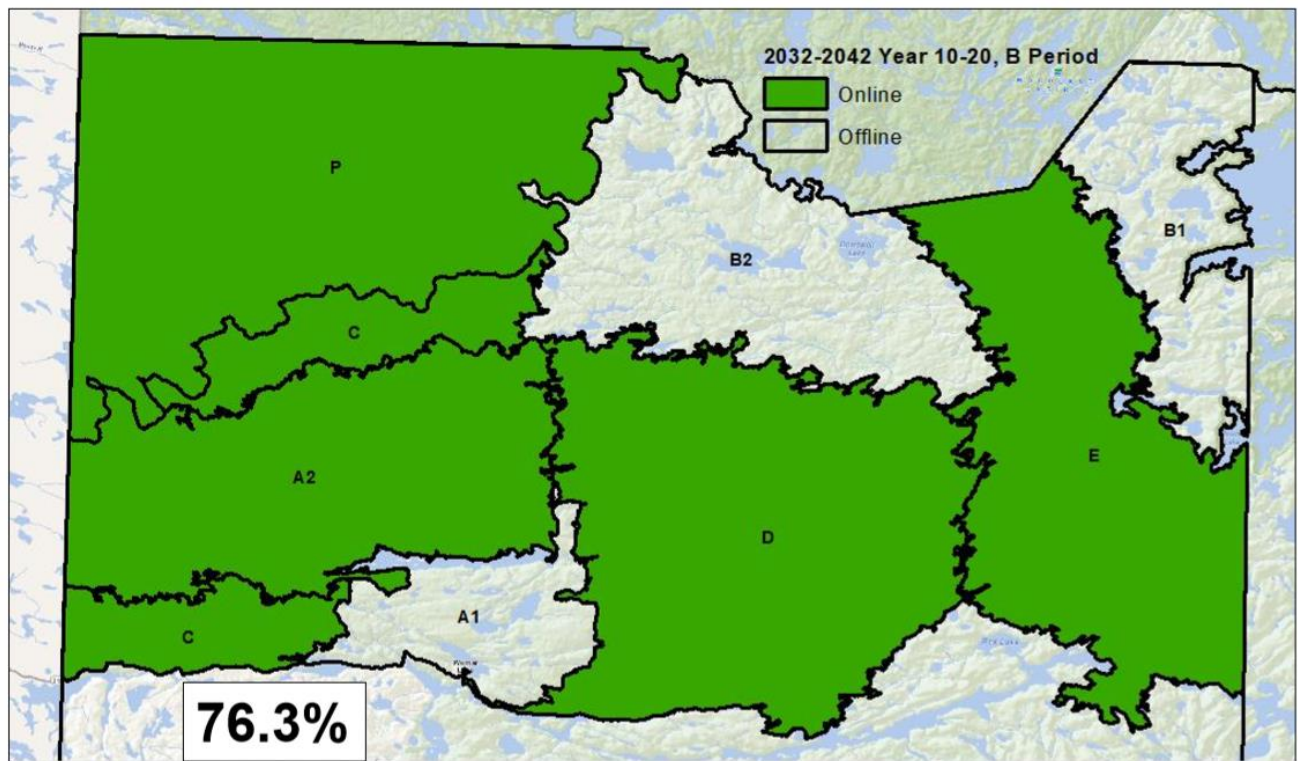 2032-2042 Year 10-20, B Period
Online
Offline
P
B1
B2
C
E
A2
D
A1
C
76.3%